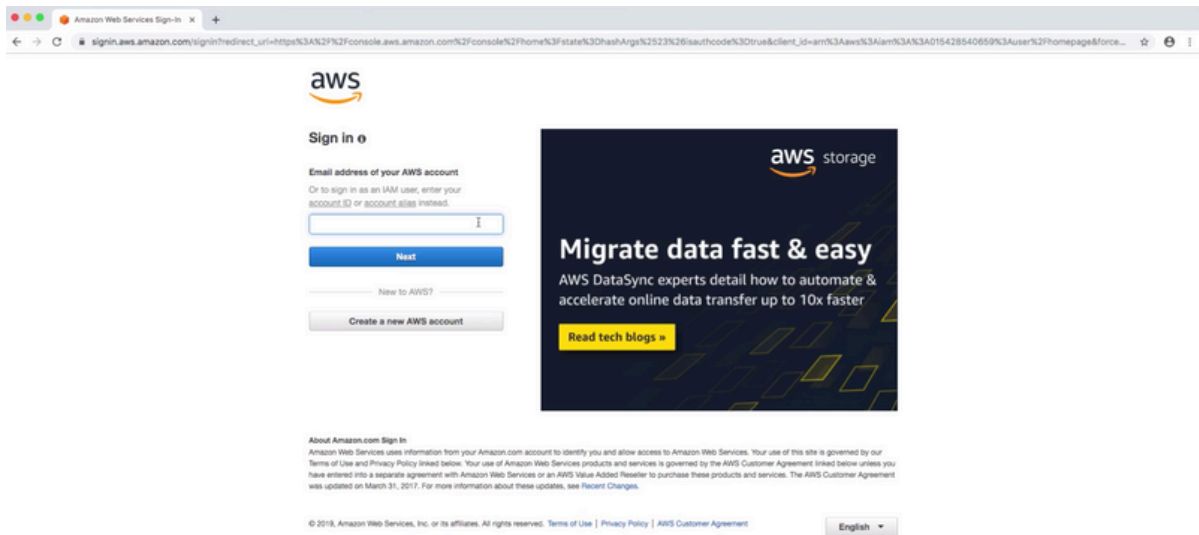 Amazon Web Services Sign-In
signin.aws.amazon.com/signin?redirect_uri=https%3A%2F%2Fconsole.aws.amazon.com%2Fconsole%2Fhome%3Fstate%3DhashArgs%2523%26isauthcode%3Dtrue&client_id=arn%3Aaws%3Aiam%3A%3A015428540659%3Auser%2Fhomepage&force...
aws
Sign in
Email address of your AWS account
Or to sign in as an IAM user, enter your
account ID or account alias instead.
Next
New to AWS?
Create a new AWS account
aws storage
Migrate data fast & easy
AWS DataSync experts detail how to automate &
accelerate online data transfer up to 10x faster
Read tech blogs »
About Amazon.com Sign In
Amazon Web Services uses information from your Amazon.com account to identify you and allow access to Amazon Web Services. Your use of this site is governed by our
Terms of Use and Privacy Policy linked below. Your use of Amazon Web Services products and services is governed by the AWS Customer Agreement linked below unless you
have entered into a separate agreement with Amazon Web Services or an AWS Value Added Reseller to purchase these products and services. The AWS Customer Agreement
was updated on March 31, 2017. For more information about these updates, see Recent Changes.
© 2019, Amazon Web Services, Inc. or its affiliates. All rights reserved. Terms of Use | Privacy Policy | AWS Customer Agreement
English